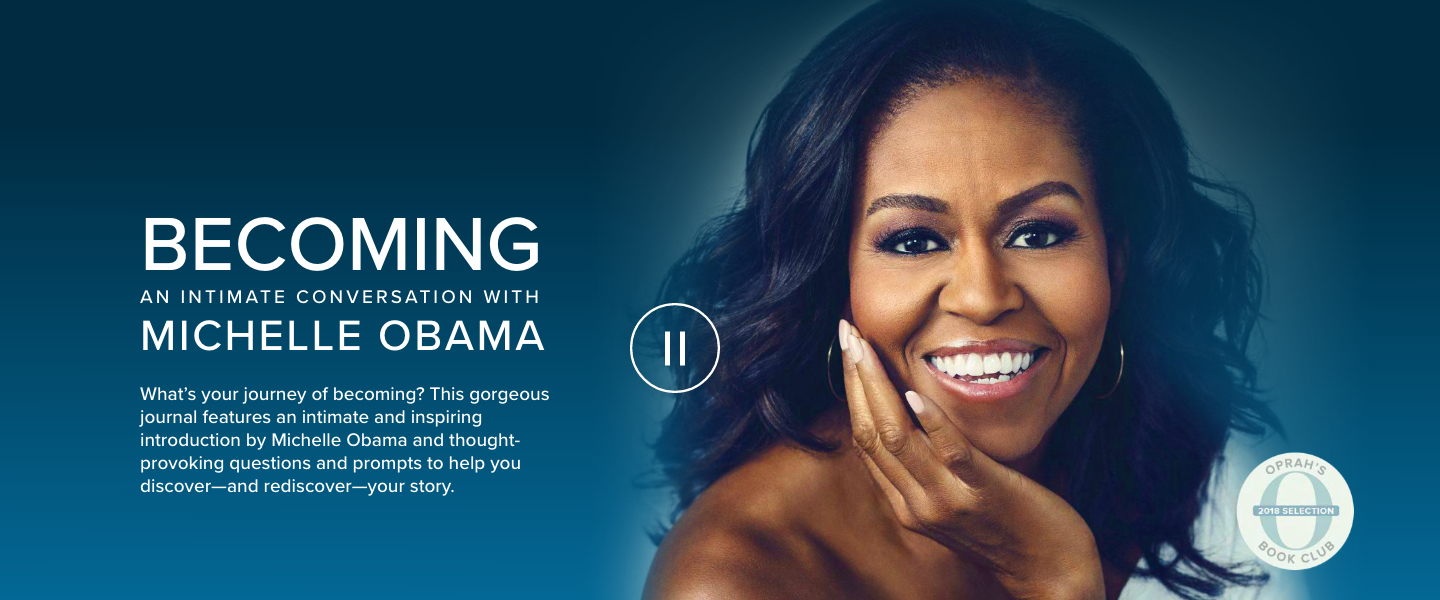 BECOMING
AN INTIMATE CONVERSATION WITH
MICHELLE OBAMA
What’s your journey of becoming? This gorgeous
journal features an intimate and inspiring
introduction by Michelle Obama and thought-
provoking questions and prompts to help you
discover—and rediscover—your story.
OPRAH'S
O
2018 SELECTION
BOOK CLUB